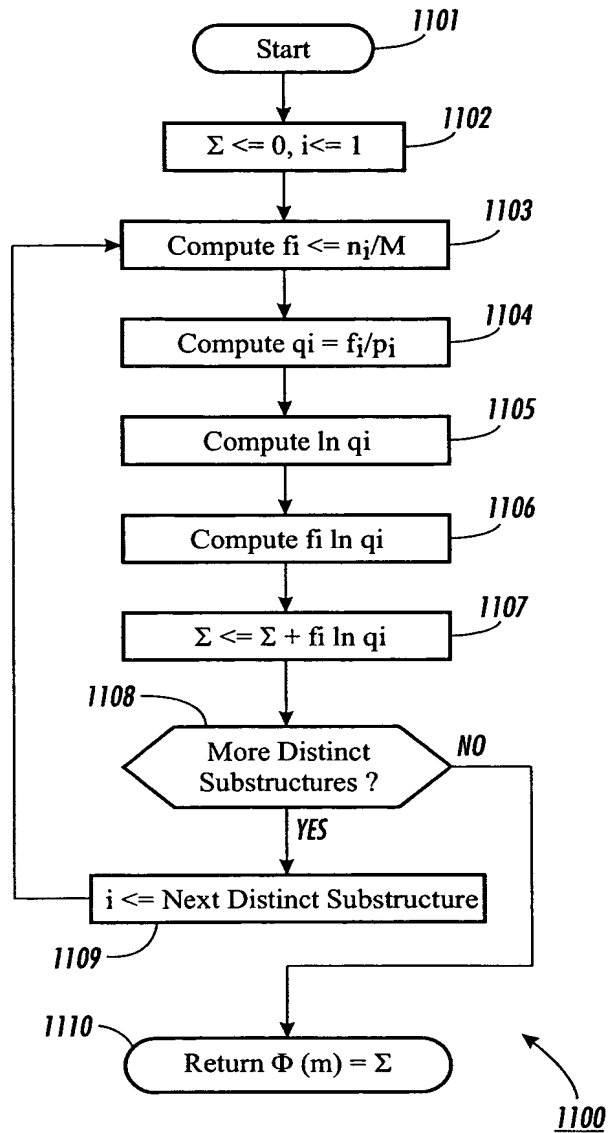 1101
Start
1102
Σ <= 0, i<= 1
1103
Compute fi <= nᵢ/M
1104
Compute qi = fᵢ/pᵢ
1105
Compute ln qi
1106
Compute fi ln qi
1107
Σ <= Σ + fi ln qi
1108
More Distinct
Substructures ?
NO
YES
i <= Next Distinct Substructure
1109
1110
Return Φ (m) = Σ
1100